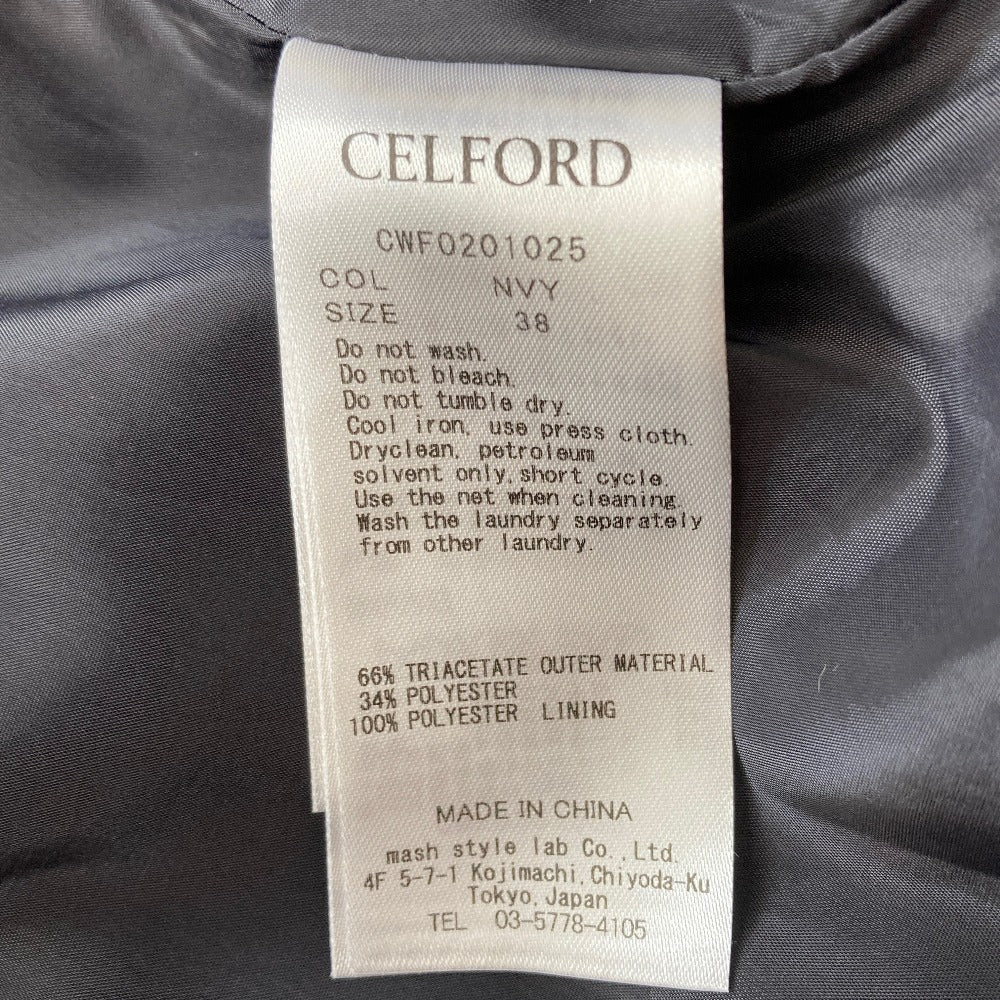 CELFORD
CWF0201025
COL NVY
SIZE 38
Do not wash.
Do not bleach.
Do not tumble dry.
Cool iron, use press cloth.
Dryclean, petroleum
solvent only, short cycle.
Use the net when cleaning.
Wash the laundry separately
from other laundry.
66% TRIACETATE OUTER MATERIAL
34% POLYESTER
100% POLYESTER LINING
MADE IN CHINA
mash style lab Co.,Ltd.
4F 5-7-1 Kojimachi, Chiyoda-Ku
Tokyo, Japan
TEL 03-5778-4105